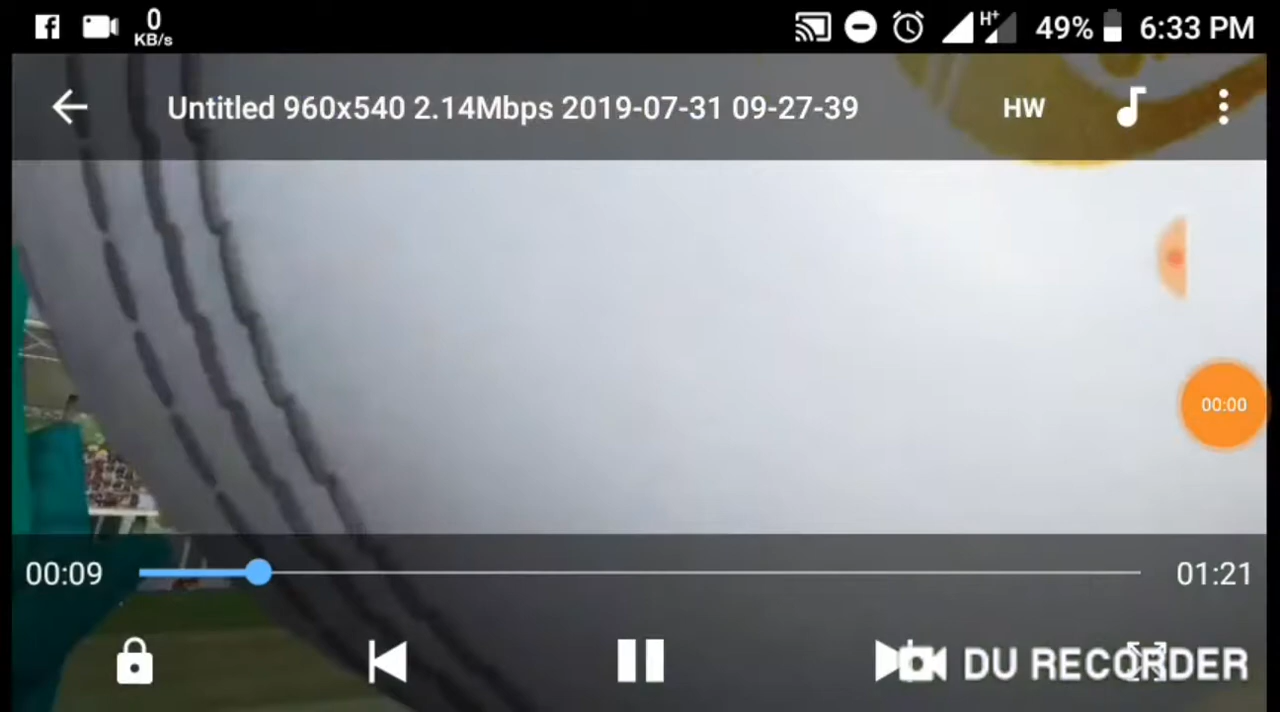 0
KB/s
H+
49%
6:33 PM
Untitled 960x540 2.14Mbps 2019-07-31 09-27-39
HW
00:00
00:09
01:21
DU RECORDER